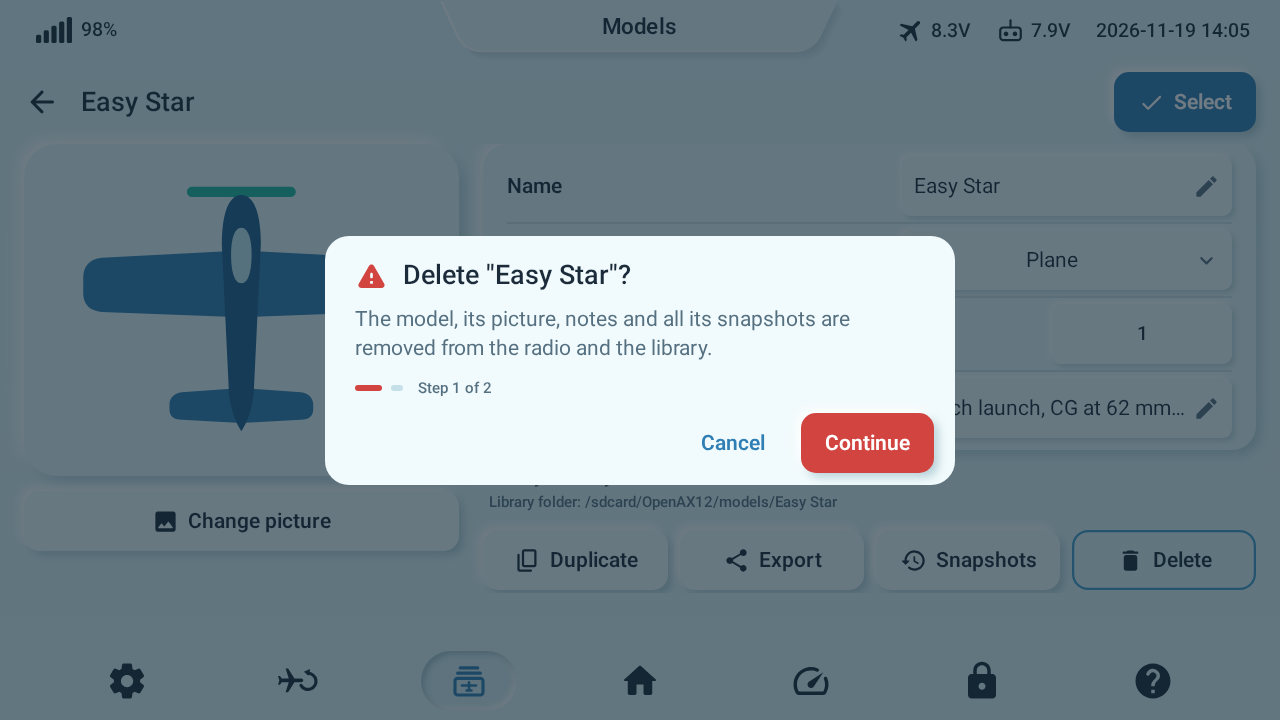 98%
Models
8.3V
7.9V
2026-11-19 14:05
Easy Star
Select
Name
Easy Star
Plane
1
launch, CG at 62 mm...
Delete "Easy Star"?
The model, its picture, notes and all its snapshots are
removed from the radio and the library.
Step 1 of 2
Cancel
Continue
Library folder: /sdcard/OpenAX12/models/Easy Star
Change picture
Duplicate
Export
Snapshots
Delete